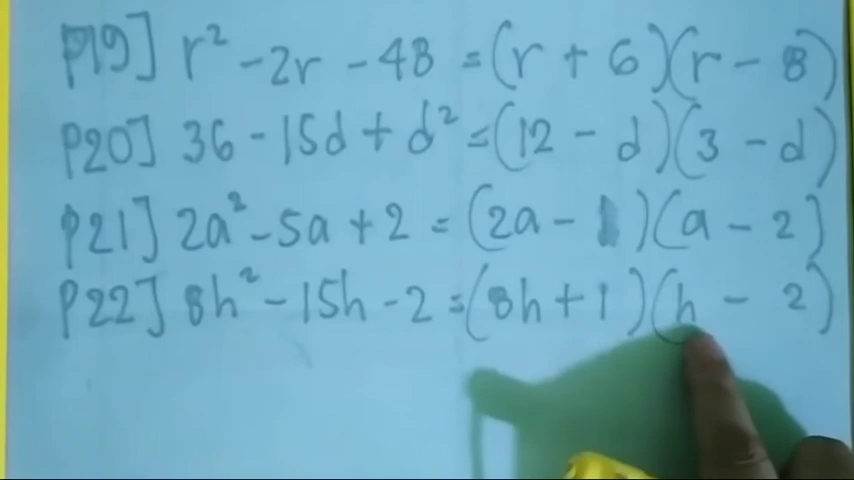 P19] r² - 2r - 48 = (r + 6)(r - 8)
P20] 36 - 15d + d² = (12 - d)(3 - d)
P21] 2a² - 5a + 2 = (2a - 1)(a - 2)
P22] 8h² - 15h - 2 = (8h + 1)(h - 2)